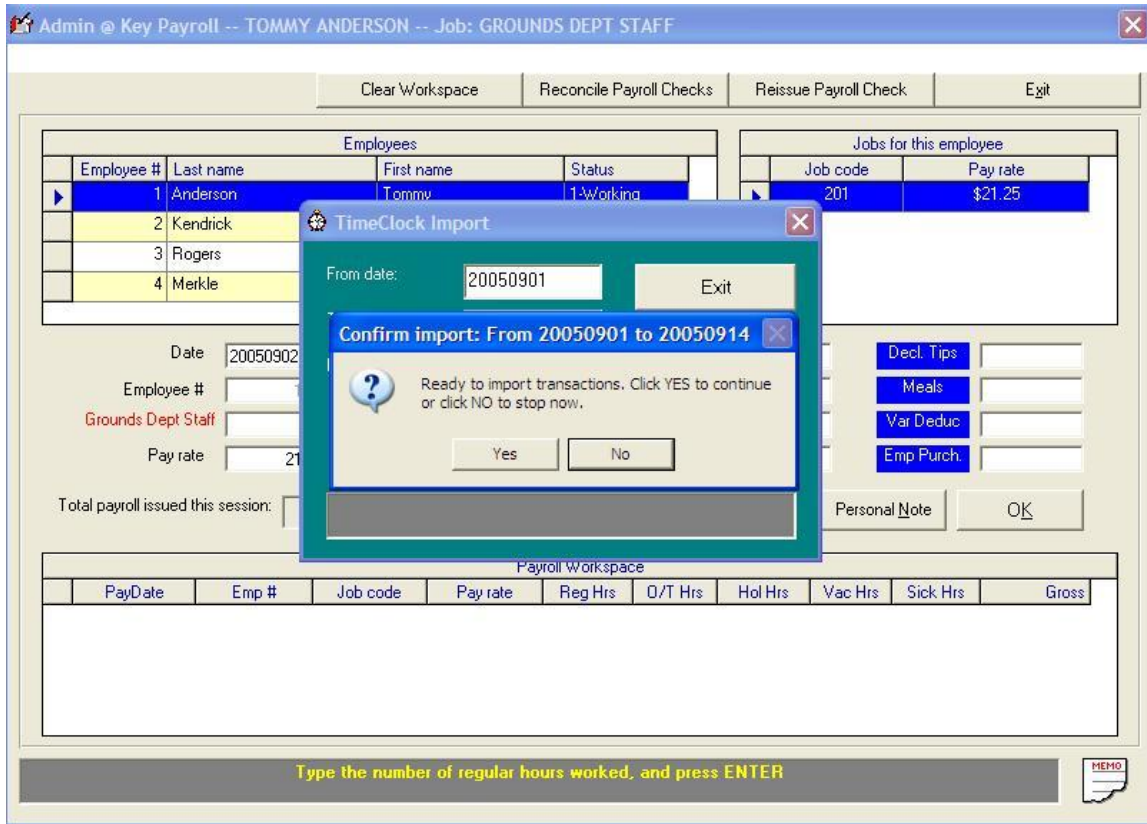 Admin @ Key Payroll -- TOMMY ANDERSON -- Job: GROUNDS DEPT STAFF
Clear Workspace Reconcile Payroll Checks Reissue Payroll Check Exit
Employees
Employee # Last name First name Status
1 Anderson Tommy 1-Working
2 Kendrick
3 Rogers
4 Merkle
Jobs for this employee
Job code Pay rate
201 $21.25
TimeClock Import
From date: 20050901 Exit
Confirm import: From 20050901 to 20050914
Ready to import transactions. Click YES to continue
or click NO to stop now.
Yes No
Date 20050902
Employee #
Grounds Dept Staff
Pay rate 21
Decl. Tips
Meals
Var Deduc
Emp Purch.
Total payroll issued this session:
Personal Note OK
Payroll Workspace
PayDate Emp # Job code Pay rate Reg Hrs O/T Hrs Hol Hrs Vac Hrs Sick Hrs Gross
Type the number of regular hours worked, and press ENTER
MEMO